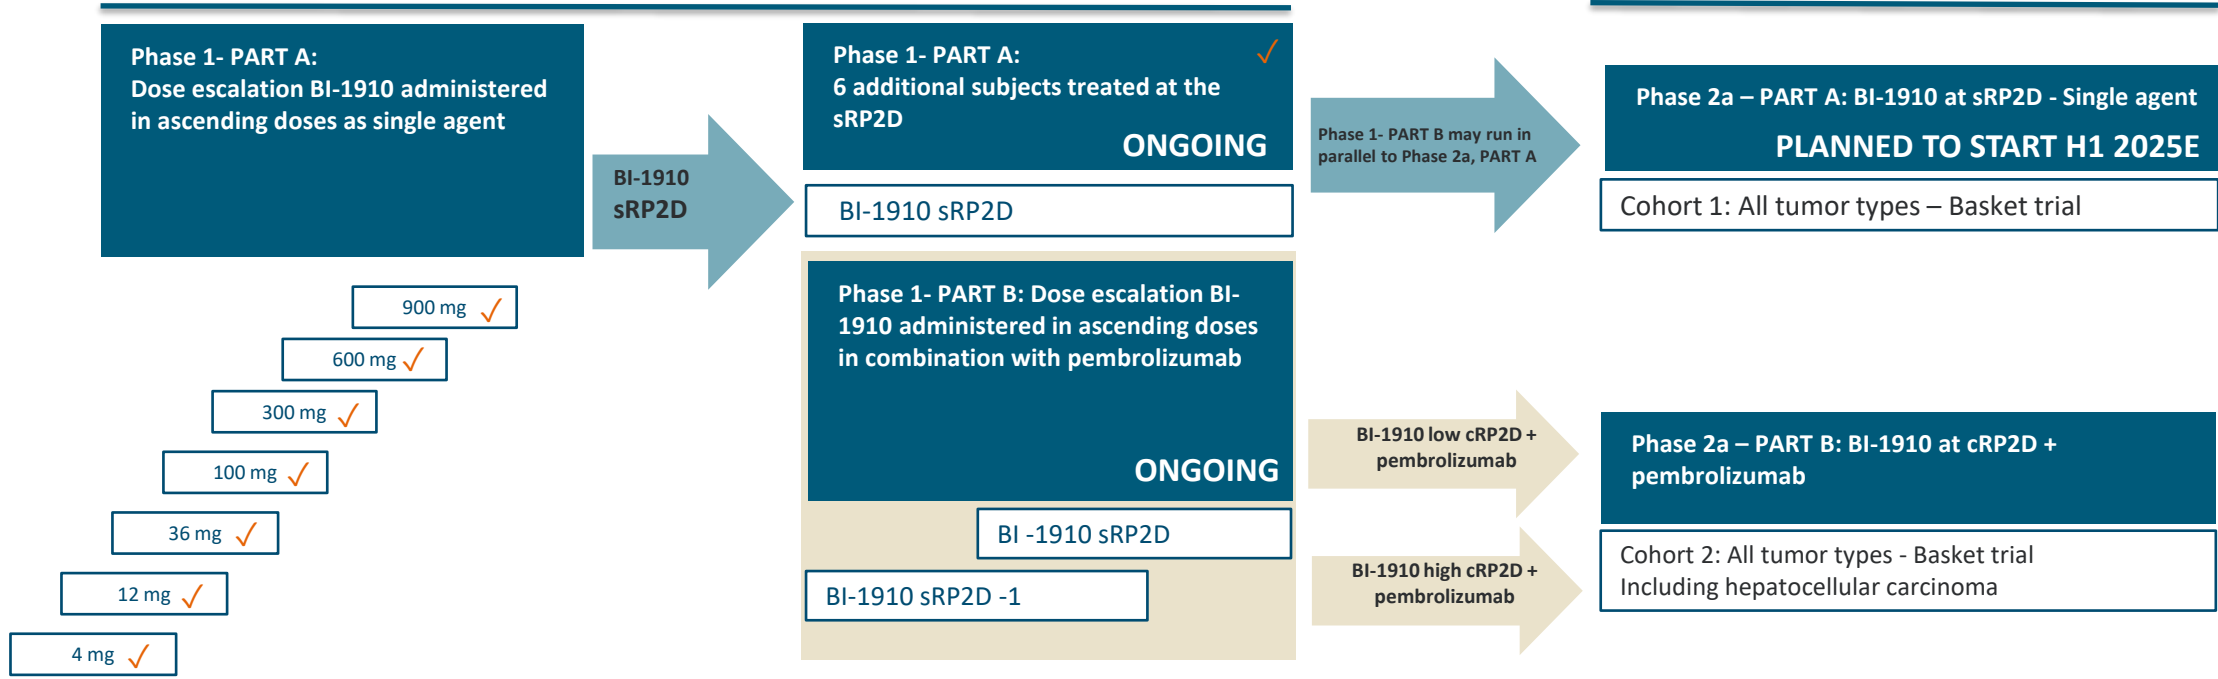 Phase 1- PART A:
Dose escalation BI-1910 administered
in ascending doses as single agent
900 mg ✓
600 mg ✓
300 mg ✓
100 mg ✓
36 mg ✓
12 mg ✓
4 mg ✓
BI-1910
sRP2D
Phase 1- PART A: ✓
6 additional subjects treated at the
sRP2D
ONGOING
BI-1910 sRP2D
Phase 1- PART B: Dose escalation BI-
1910 administered in ascending doses
in combination with pembrolizumab
ONGOING
BI -1910 sRP2D
BI-1910 sRP2D -1
Phase 1- PART B may run in
parallel to Phase 2a, PART A
BI-1910 low cRP2D +
pembrolizumab
BI-1910 high cRP2D +
pembrolizumab
Phase 2a – PART A: BI-1910 at sRP2D - Single agent
PLANNED TO START H1 2025E
Cohort 1: All tumor types – Basket trial
Phase 2a – PART B: BI-1910 at cRP2D +
pembrolizumab
Cohort 2: All tumor types - Basket trial
Including hepatocellular carcinoma